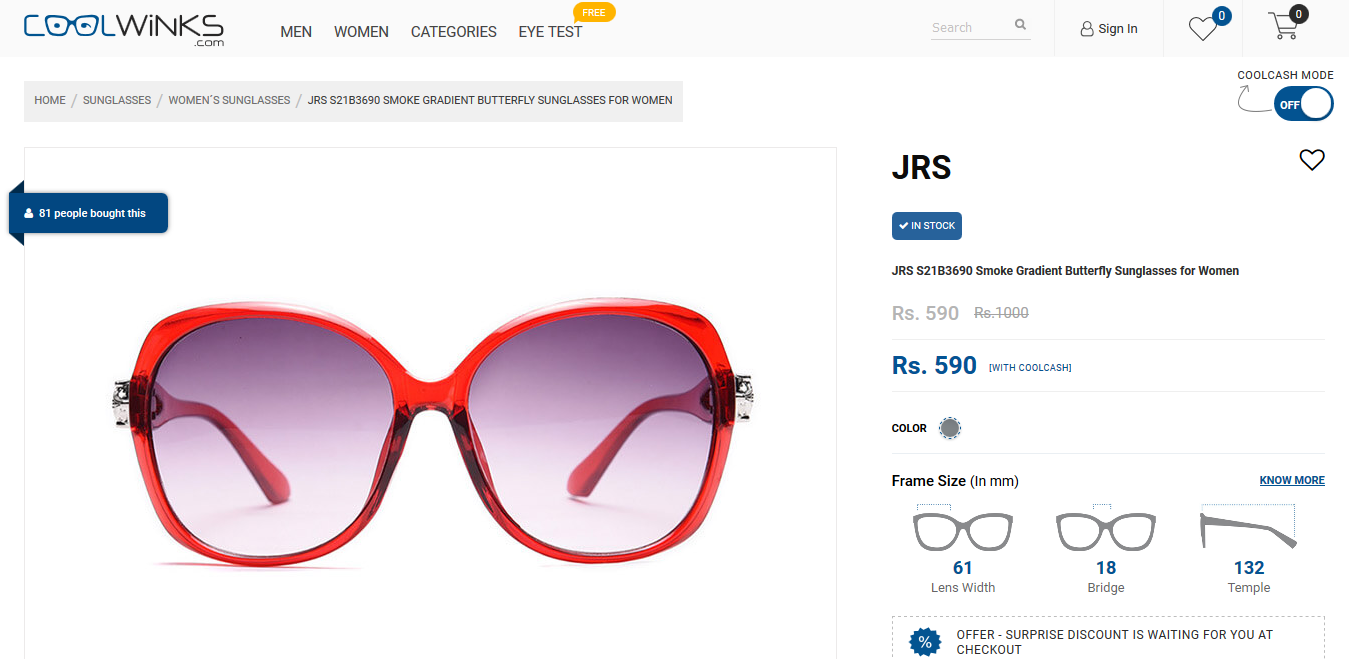 COOLWiNKS
.com
MEN
WOMEN
CATEGORIES
EYE TEST
FREE
Search
Sign In
0
0
COOLCASH MODE
OFF
HOME / SUNGLASSES / WOMEN´S SUNGLASSES / JRS S21B3690 SMOKE GRADIENT BUTTERFLY SUNGLASSES FOR WOMEN
81 people bought this
JRS
IN STOCK
JRS S21B3690 Smoke Gradient Butterfly Sunglasses for Women
Rs. 590 Rs.1000
Rs. 590 [WITH COOLCASH]
COLOR
Frame Size (In mm) KNOW MORE
61 18 132
Lens Width Bridge Temple
% OFFER - SURPRISE DISCOUNT IS WAITING FOR YOU AT
CHECKOUT